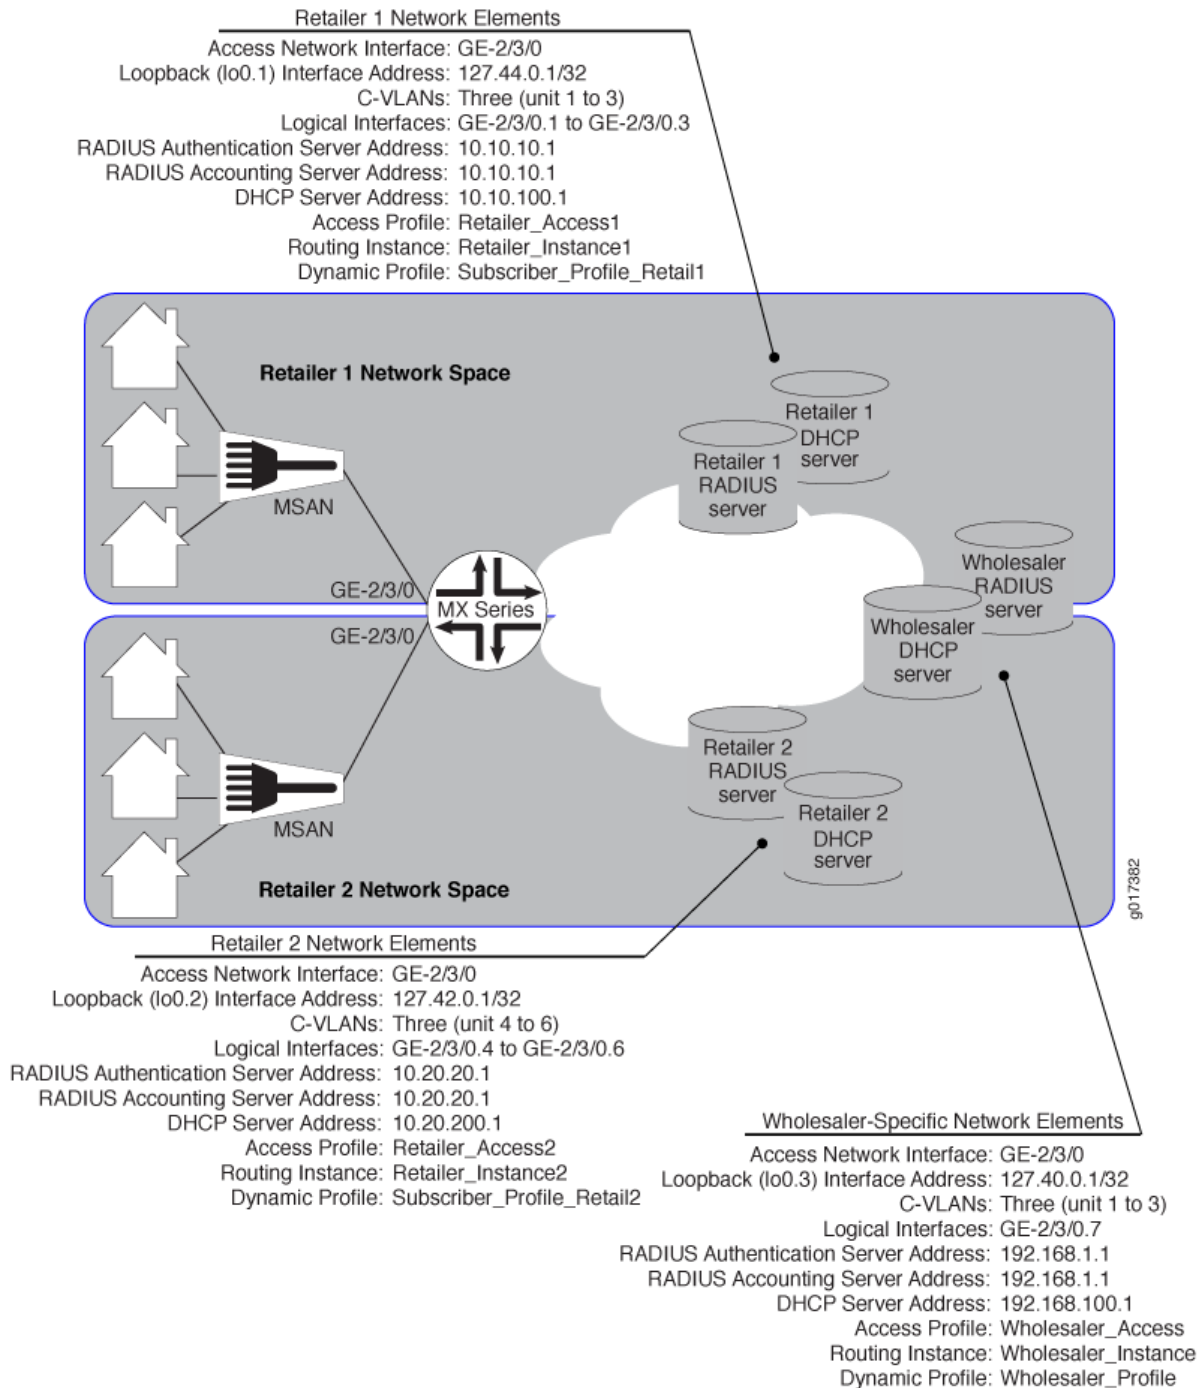 Retailer 1 Network Elements
Access Network Interface: GE-2/3/0
Loopback (lo0.1) Interface Address: 127.44.0.1/32
C-VLANs: Three (unit 1 to 3)
Logical Interfaces: GE-2/3/0.1 to GE-2/3/0.3
RADIUS Authentication Server Address: 10.10.10.1
RADIUS Accounting Server Address: 10.10.10.1
DHCP Server Address: 10.10.100.1
Access Profile: Retailer_Access1
Routing Instance: Retailer_Instance1
Dynamic Profile: Subscriber_Profile_Retail1
Retailer 1 Network Space
Retailer 1
DHCP
server
Retailer 1
RADIUS
server
MSAN
Wholesaler
RADIUS
server
GE-2/3/0
MX Series
GE-2/3/0
Wholesaler
DHCP
server
Retailer 2
RADIUS
server
Retailer 2
DHCP
server
MSAN
Retailer 2 Network Space
g017382
Retailer 2 Network Elements
Access Network Interface: GE-2/3/0
Loopback (lo0.2) Interface Address: 127.42.0.1/32
C-VLANs: Three (unit 4 to 6)
Logical Interfaces: GE-2/3/0.4 to GE-2/3/0.6
RADIUS Authentication Server Address: 10.20.20.1
RADIUS Accounting Server Address: 10.20.20.1
DHCP Server Address: 10.20.200.1
Access Profile: Retailer_Access2
Routing Instance: Retailer_Instance2
Dynamic Profile: Subscriber_Profile_Retail2
Wholesaler-Specific Network Elements
Access Network Interface: GE-2/3/0
Loopback (lo0.3) Interface Address: 127.40.0.1/32
C-VLANs: Three (unit 1 to 3)
Logical Interfaces: GE-2/3/0.7
RADIUS Authentication Server Address: 192.168.1.1
RADIUS Accounting Server Address: 192.168.1.1
DHCP Server Address: 192.168.100.1
Access Profile: Wholesaler_Access
Routing Instance: Wholesaler_Instance
Dynamic Profile: Wholesaler_Profile